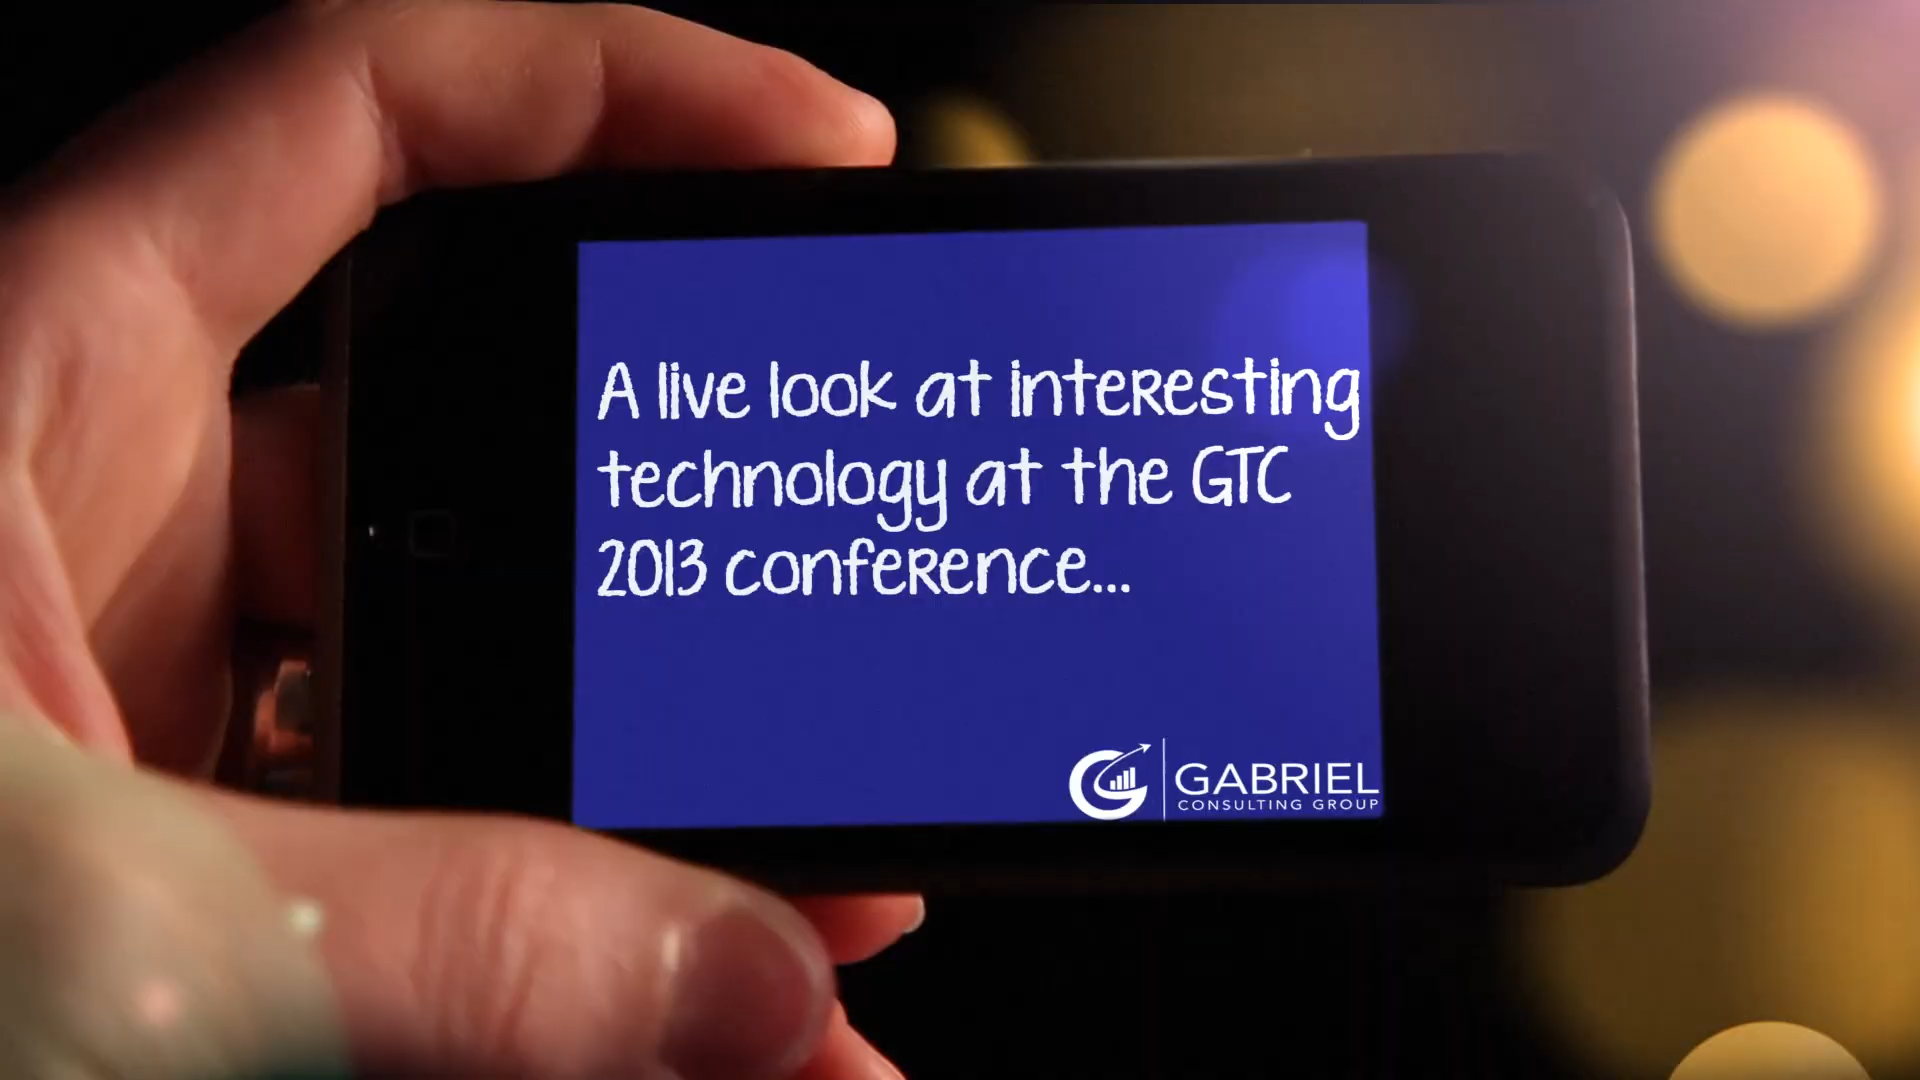 A live look at interesting
technology at the GTC
2013 conference...
GABRIEL
CONSULTING GROUP